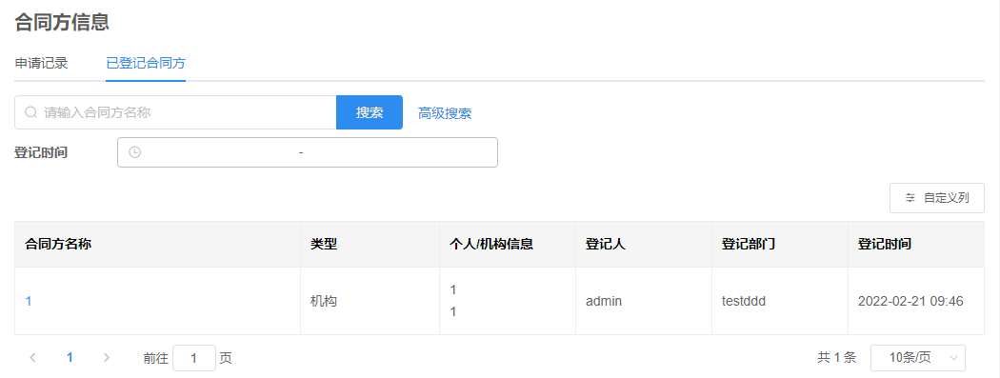 合同方信息
申请记录 已登记合同方
请输入合同方名称 搜索 高级搜索
登记时间 -
自定义列
合同方名称 类型 个人/机构信息 登记人 登记部门 登记时间
1 机构 1 admin testddd 2022-02-21 09:46
1
1 前往 1 页 共 1 条 10条/页